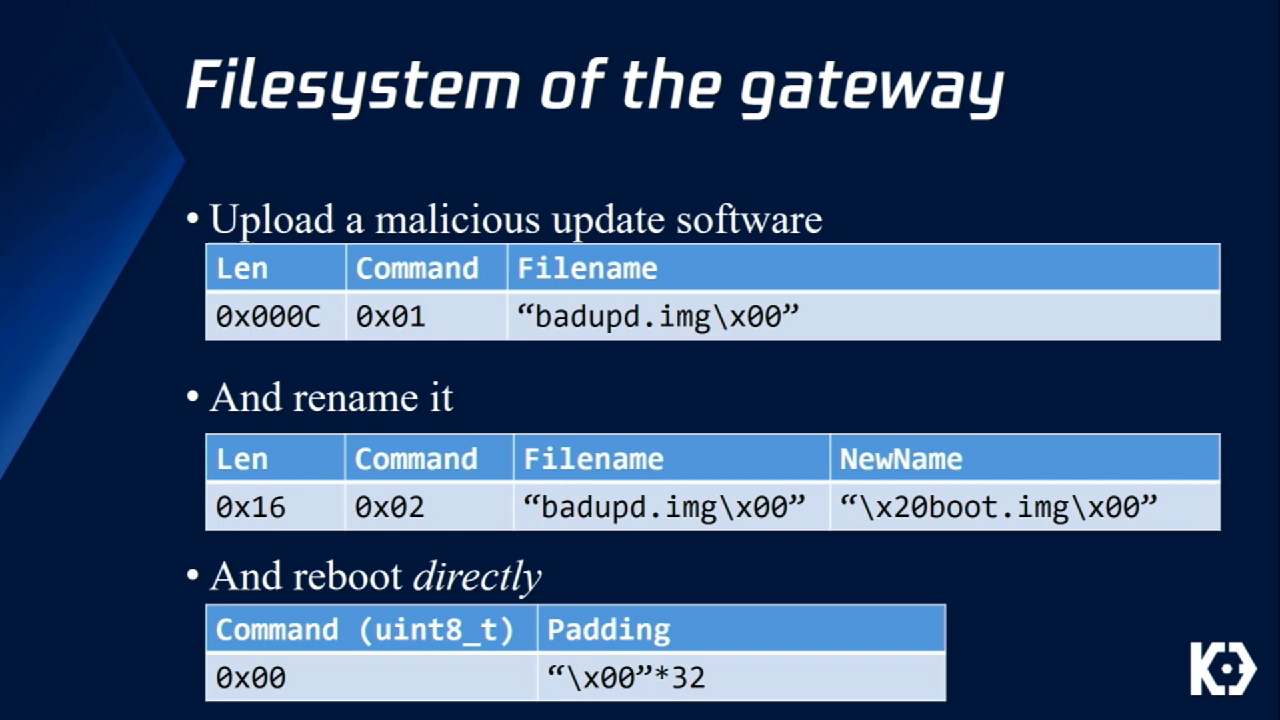 Filesystem of the gateway
• Upload a malicious update software
Len Command Filename
0x000C 0x01 “badupd.img\x00”
• And rename it
Len Command Filename NewName
0x16 0x02 “badupd.img\x00” “\x20boot.img\x00”
• And reboot directly
Command (uint8_t) Padding
0x00 “\x00”*32